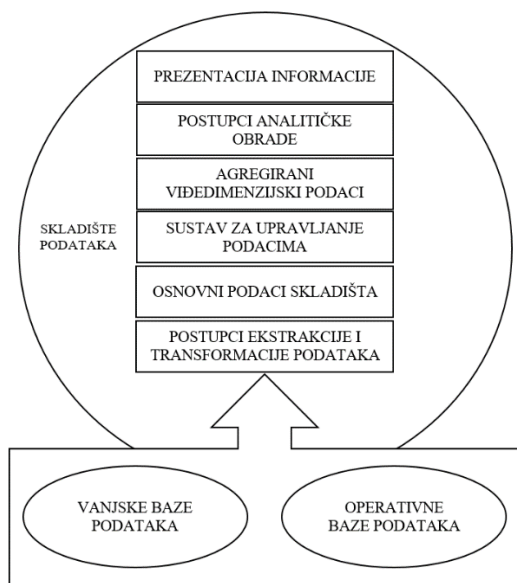 PREZENTACIJA INFORMACIJE
POSTUPCI ANALITIČKE
OBRADE
AGREGIRANI
VIĐEDIMENZIJSKI PODACI
SKLADIŠTE
PODATAKA
SUSTAV ZA UPRAVLJANJE
PODACIMA
OSNOVNI PODACI SKLADIŠTA
POSTUPCI EKSTRAKCIJE I
TRANSFORMACIJE PODATAKA
VANJSKE BAZE
PODATAKA
OPERATIVNE
BAZE PODATAKA